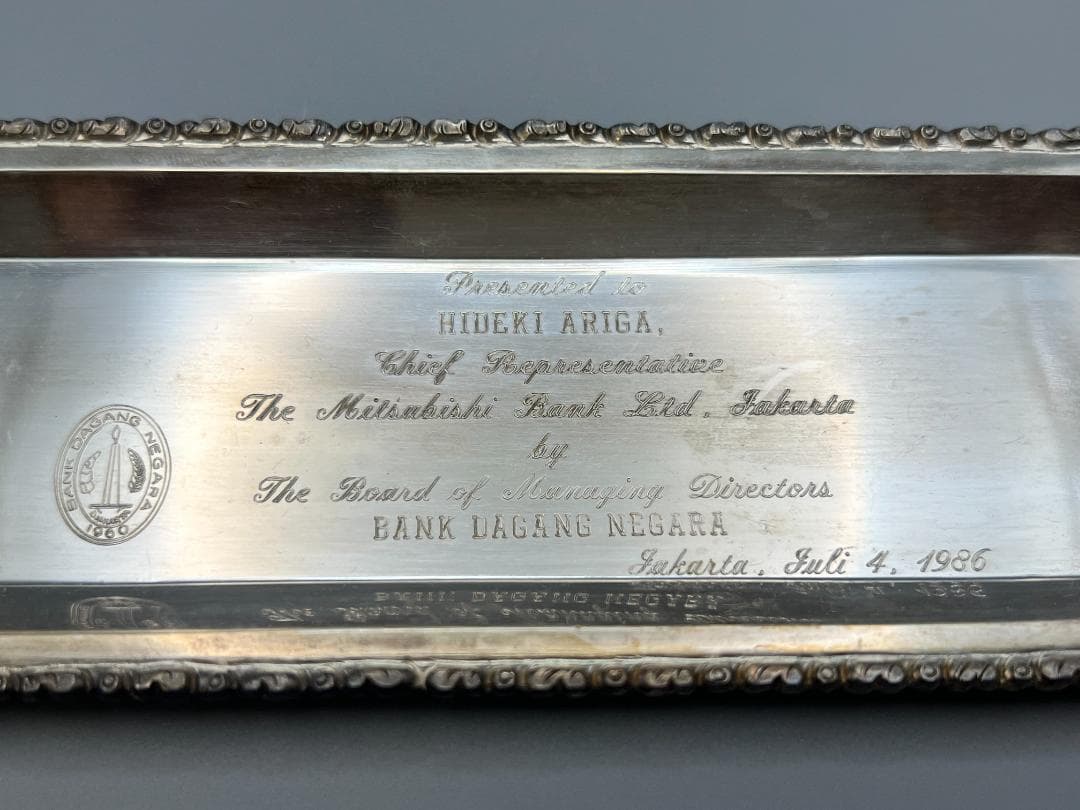 Presented to
HIDEKI ARIGA,
Chief Representative
The Mitsubishi Bank Ltd. Jakarta
by
The Board of Managing Directors
BANK DAGANG NEGARA
Jakarta, Juli 4, 1986
BANK DAGANG NEGARA
1960